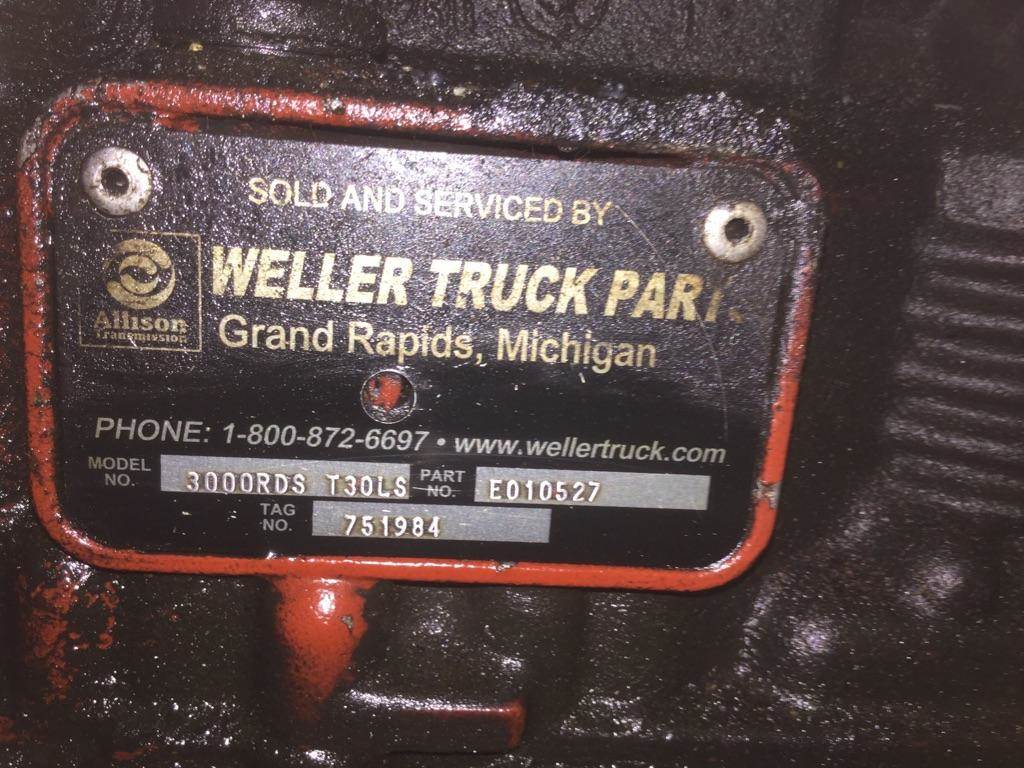 SOLD AND SERVICED BY
Allison
Transmission
WELLER TRUCK
Grand Rapids, Michigan
PHONE: 1-800-872-6697 • www.wellertruck.com
MODEL NO. 3000RDS T30LS PART NO. E010527
TAG NO. 751984